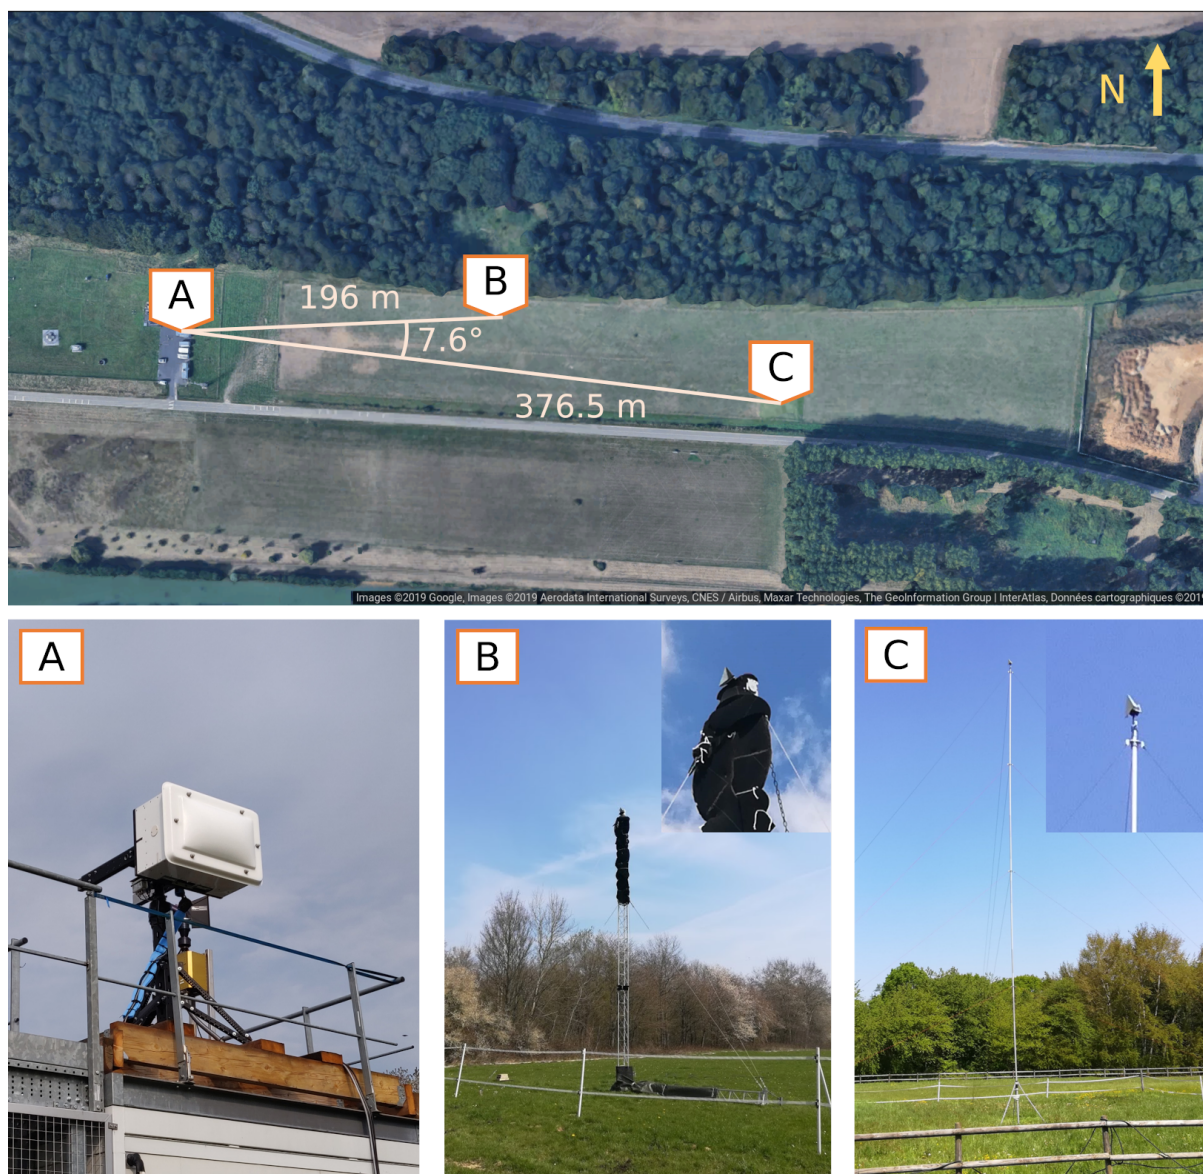 N
A
B
196 m
7.6°
C
376.5 m
Images ©2019 Google, Images ©2019 Aerodata International Surveys, CNES / Airbus, Maxar Technologies, The GeoInformation Group | InterAtlas, Données cartographiques ©2019
A
B
C